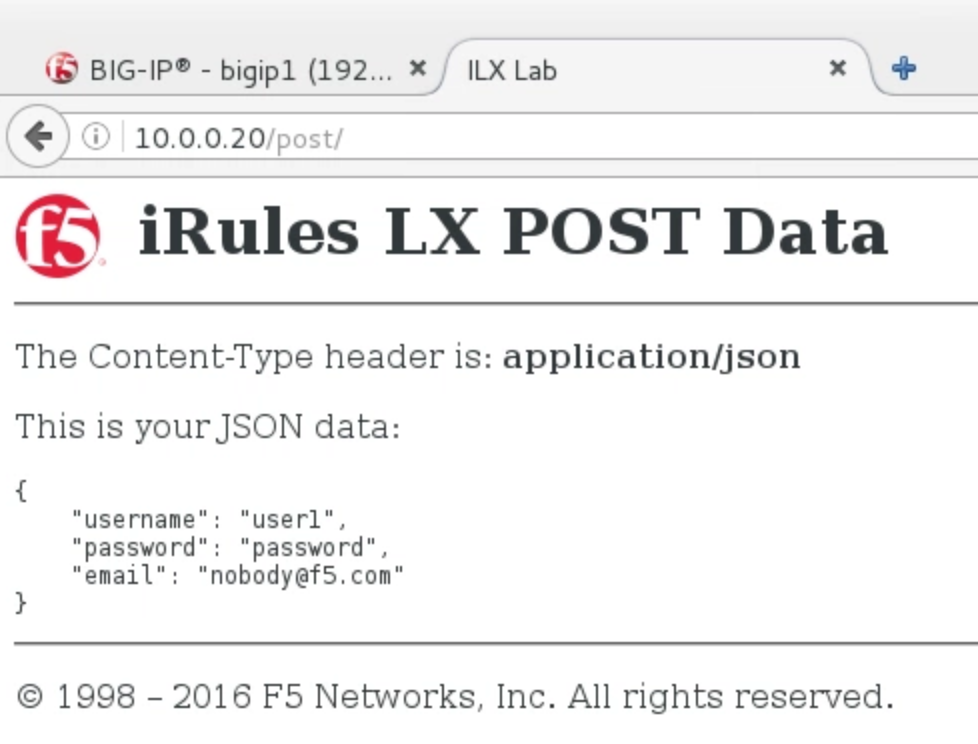 f5 BIG-IP® - bigip1 (192... × ILX Lab × +
10.0.0.20/post/
f5 iRules LX POST Data
The Content-Type header is: application/json
This is your JSON data:
{
    "username": "user1",
    "password": "password",
    "email": "nobody@f5.com"
}
© 1998 – 2016 F5 Networks, Inc. All rights reserved.